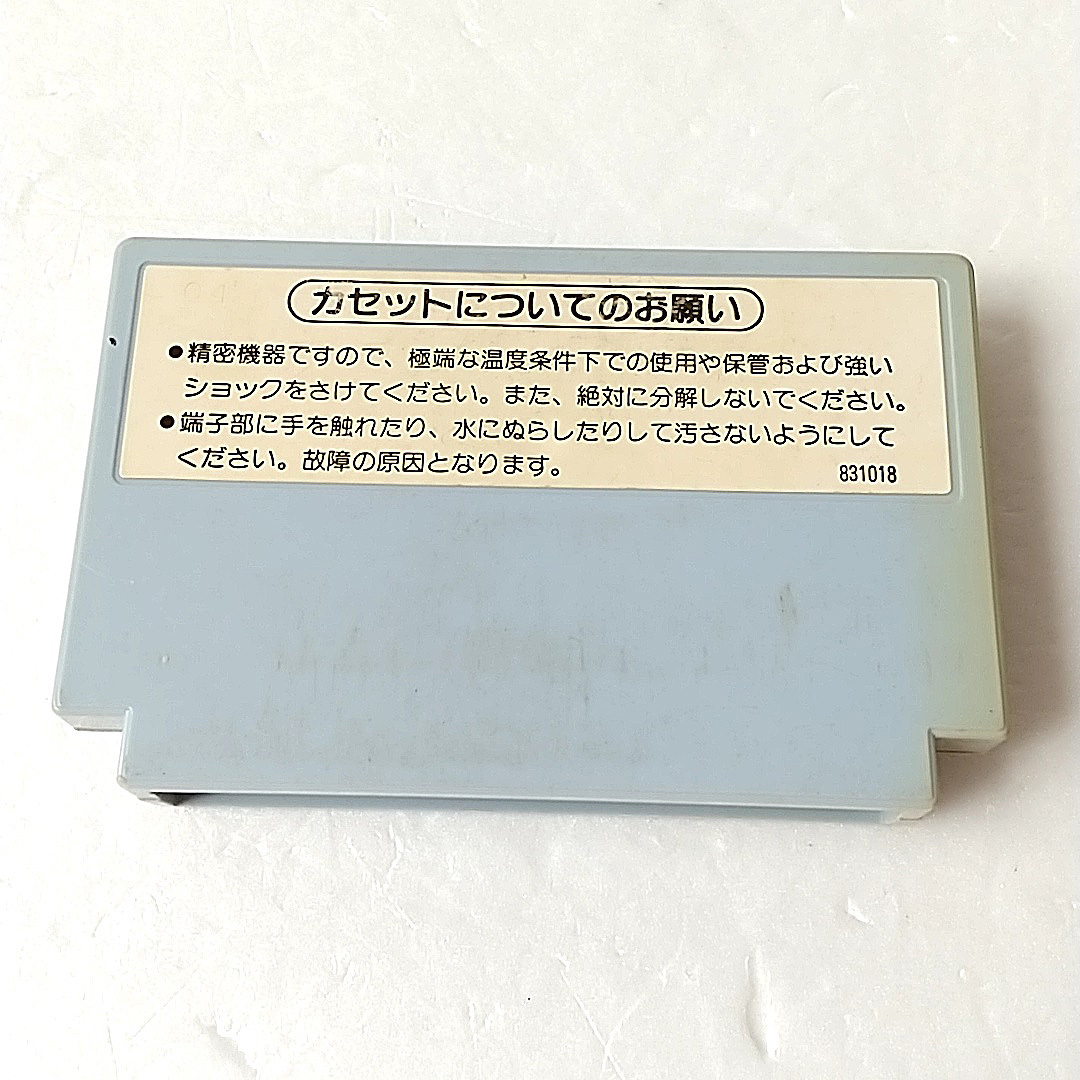 カセットについてのお願い
●精密機器ですので、極端な温度条件下での使用や保管および強い
ショックをさけてください。また、絶対に分解しないでください。
●端子部に手を触れたり、水にぬらしたりして汚さないようにして
ください。故障の原因となります。
831018